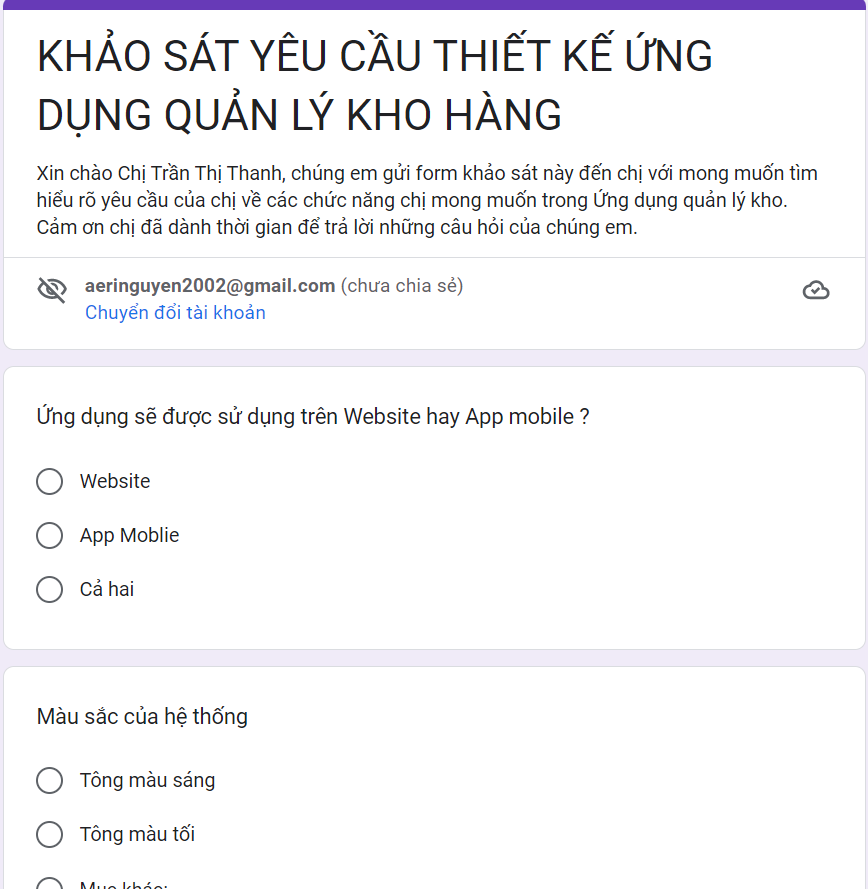 KHẢO SÁT YÊU CẦU THIẾT KẾ ỨNG
DỤNG QUẢN LÝ KHO HÀNG
Xin chào Chị Trần Thị Thanh, chúng em gửi form khảo sát này đến chị với mong muốn tìm
hiểu rõ yêu cầu của chị về các chức năng chị mong muốn trong Ứng dụng quản lý kho.
Cảm ơn chị đã dành thời gian để trả lời những câu hỏi của chúng em.
aeringuyen2002@gmail.com (chưa chia sẻ)
Chuyển đổi tài khoản
Ứng dụng sẽ được sử dụng trên Website hay App mobile ?
Website
App Moblie
Cả hai
Màu sắc của hệ thống
Tông màu sáng
Tông màu tối
Mục khác: